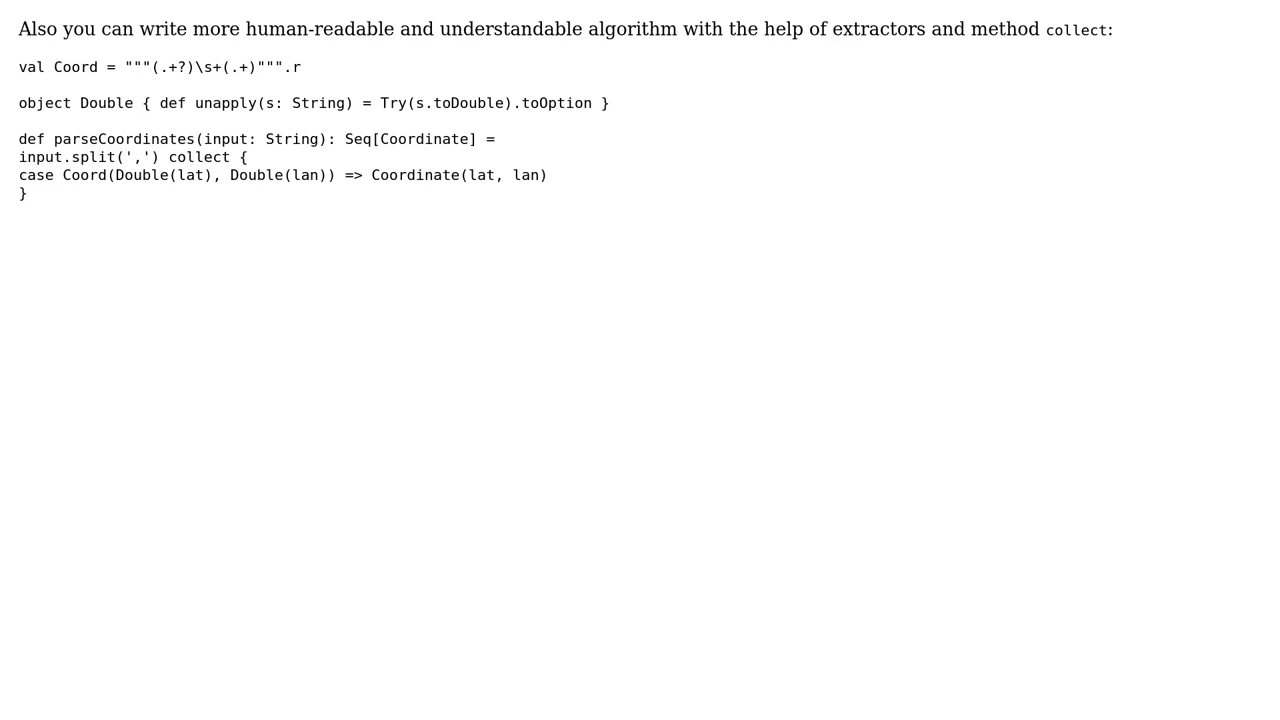 Also you can write more human-readable and understandable algorithm with the help of extractors and method collect:
val Coord = """(.+?)\s+(.+)""".r
object Double { def unapply(s: String) = Try(s.toDouble).toOption }
def parseCoordinates(input: String): Seq[Coordinate] =
input.split(',') collect {
case Coord(Double(lat), Double(lan)) => Coordinate(lat, lan)
}